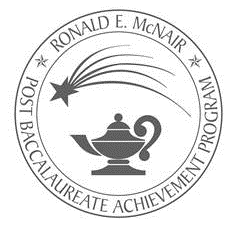 RONALD E. McNAIR
POST BACCALAUREATE ACHIEVEMENT PROGRAM